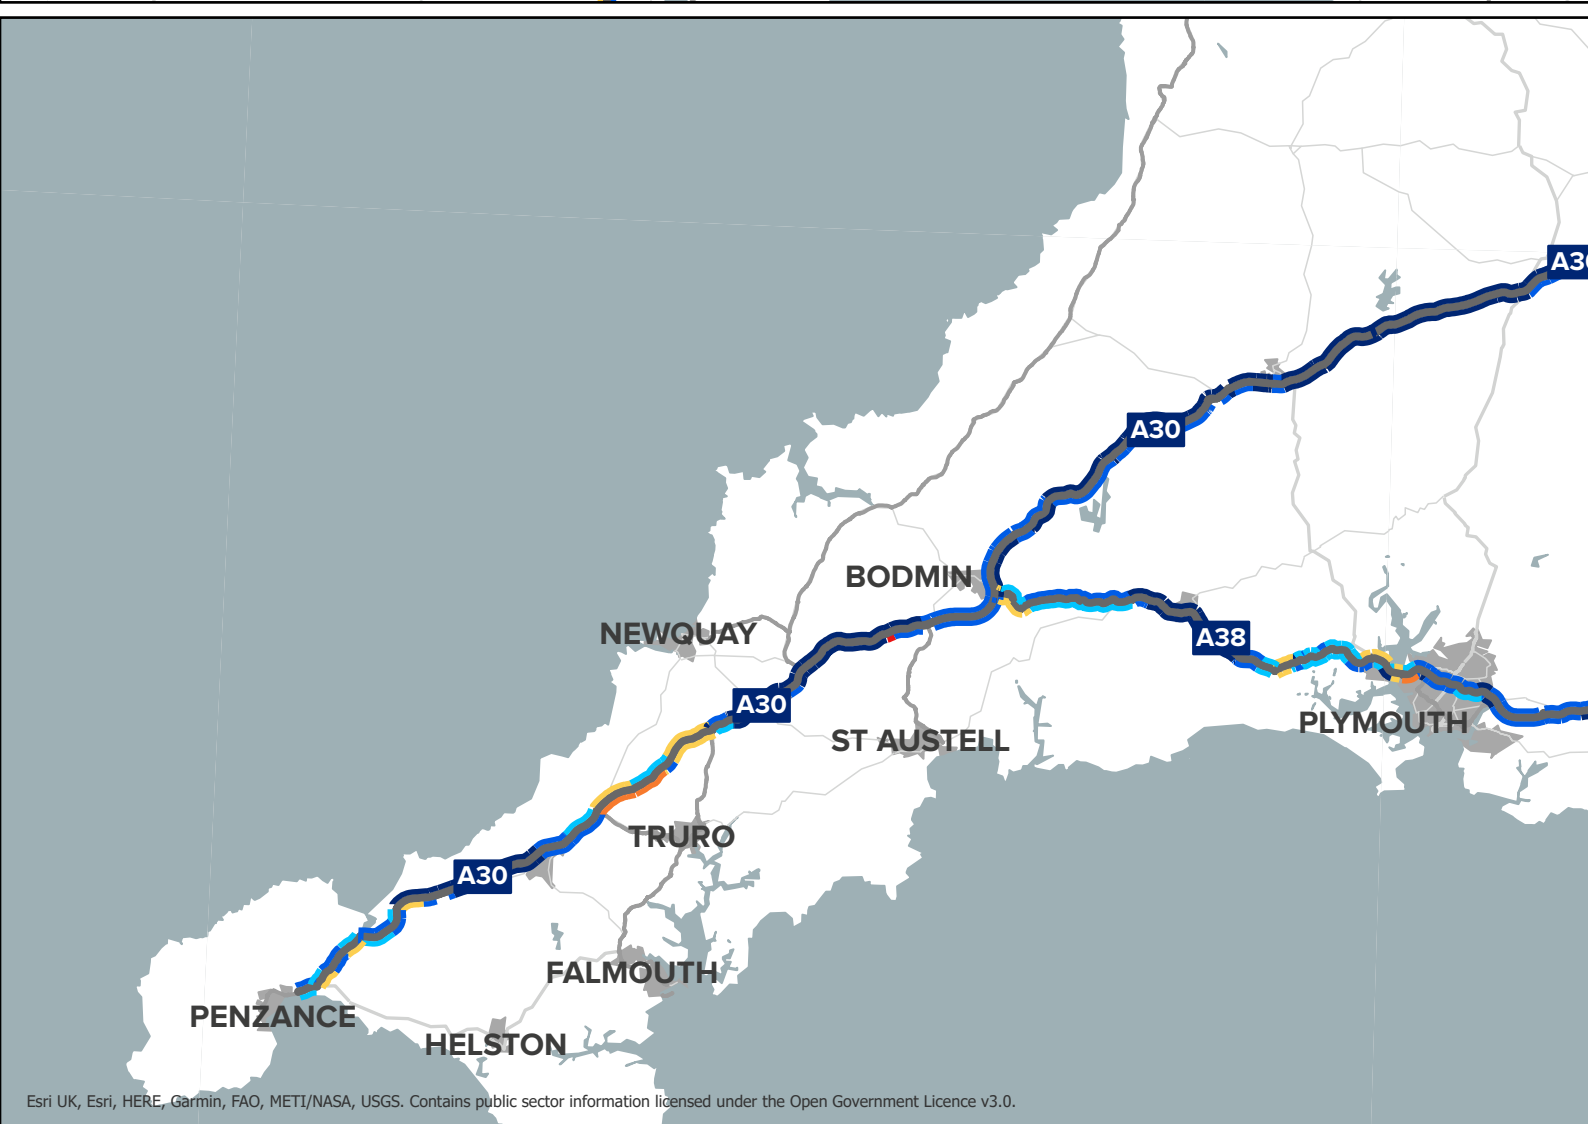 A30
A30
BODMIN
NEWQUAY
A38
A30
PLYMOUTH
ST AUSTELL
TRURO
A30
FALMOUTH
PENZANCE
HELSTON
Esri UK, Esri, HERE, Garmin, FAO, METI/NASA, USGS. Contains public sector information licensed under the Open Government Licence v3.0.